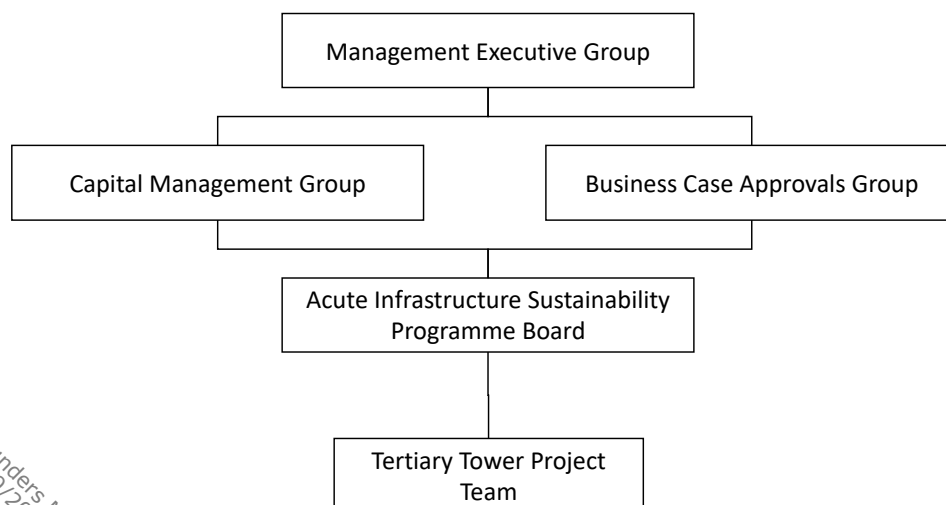 Management Executive Group
Capital Management Group
Business Case Approvals Group
Acute Infrastructure Sustainability
Programme Board
Tertiary Tower Project
Team